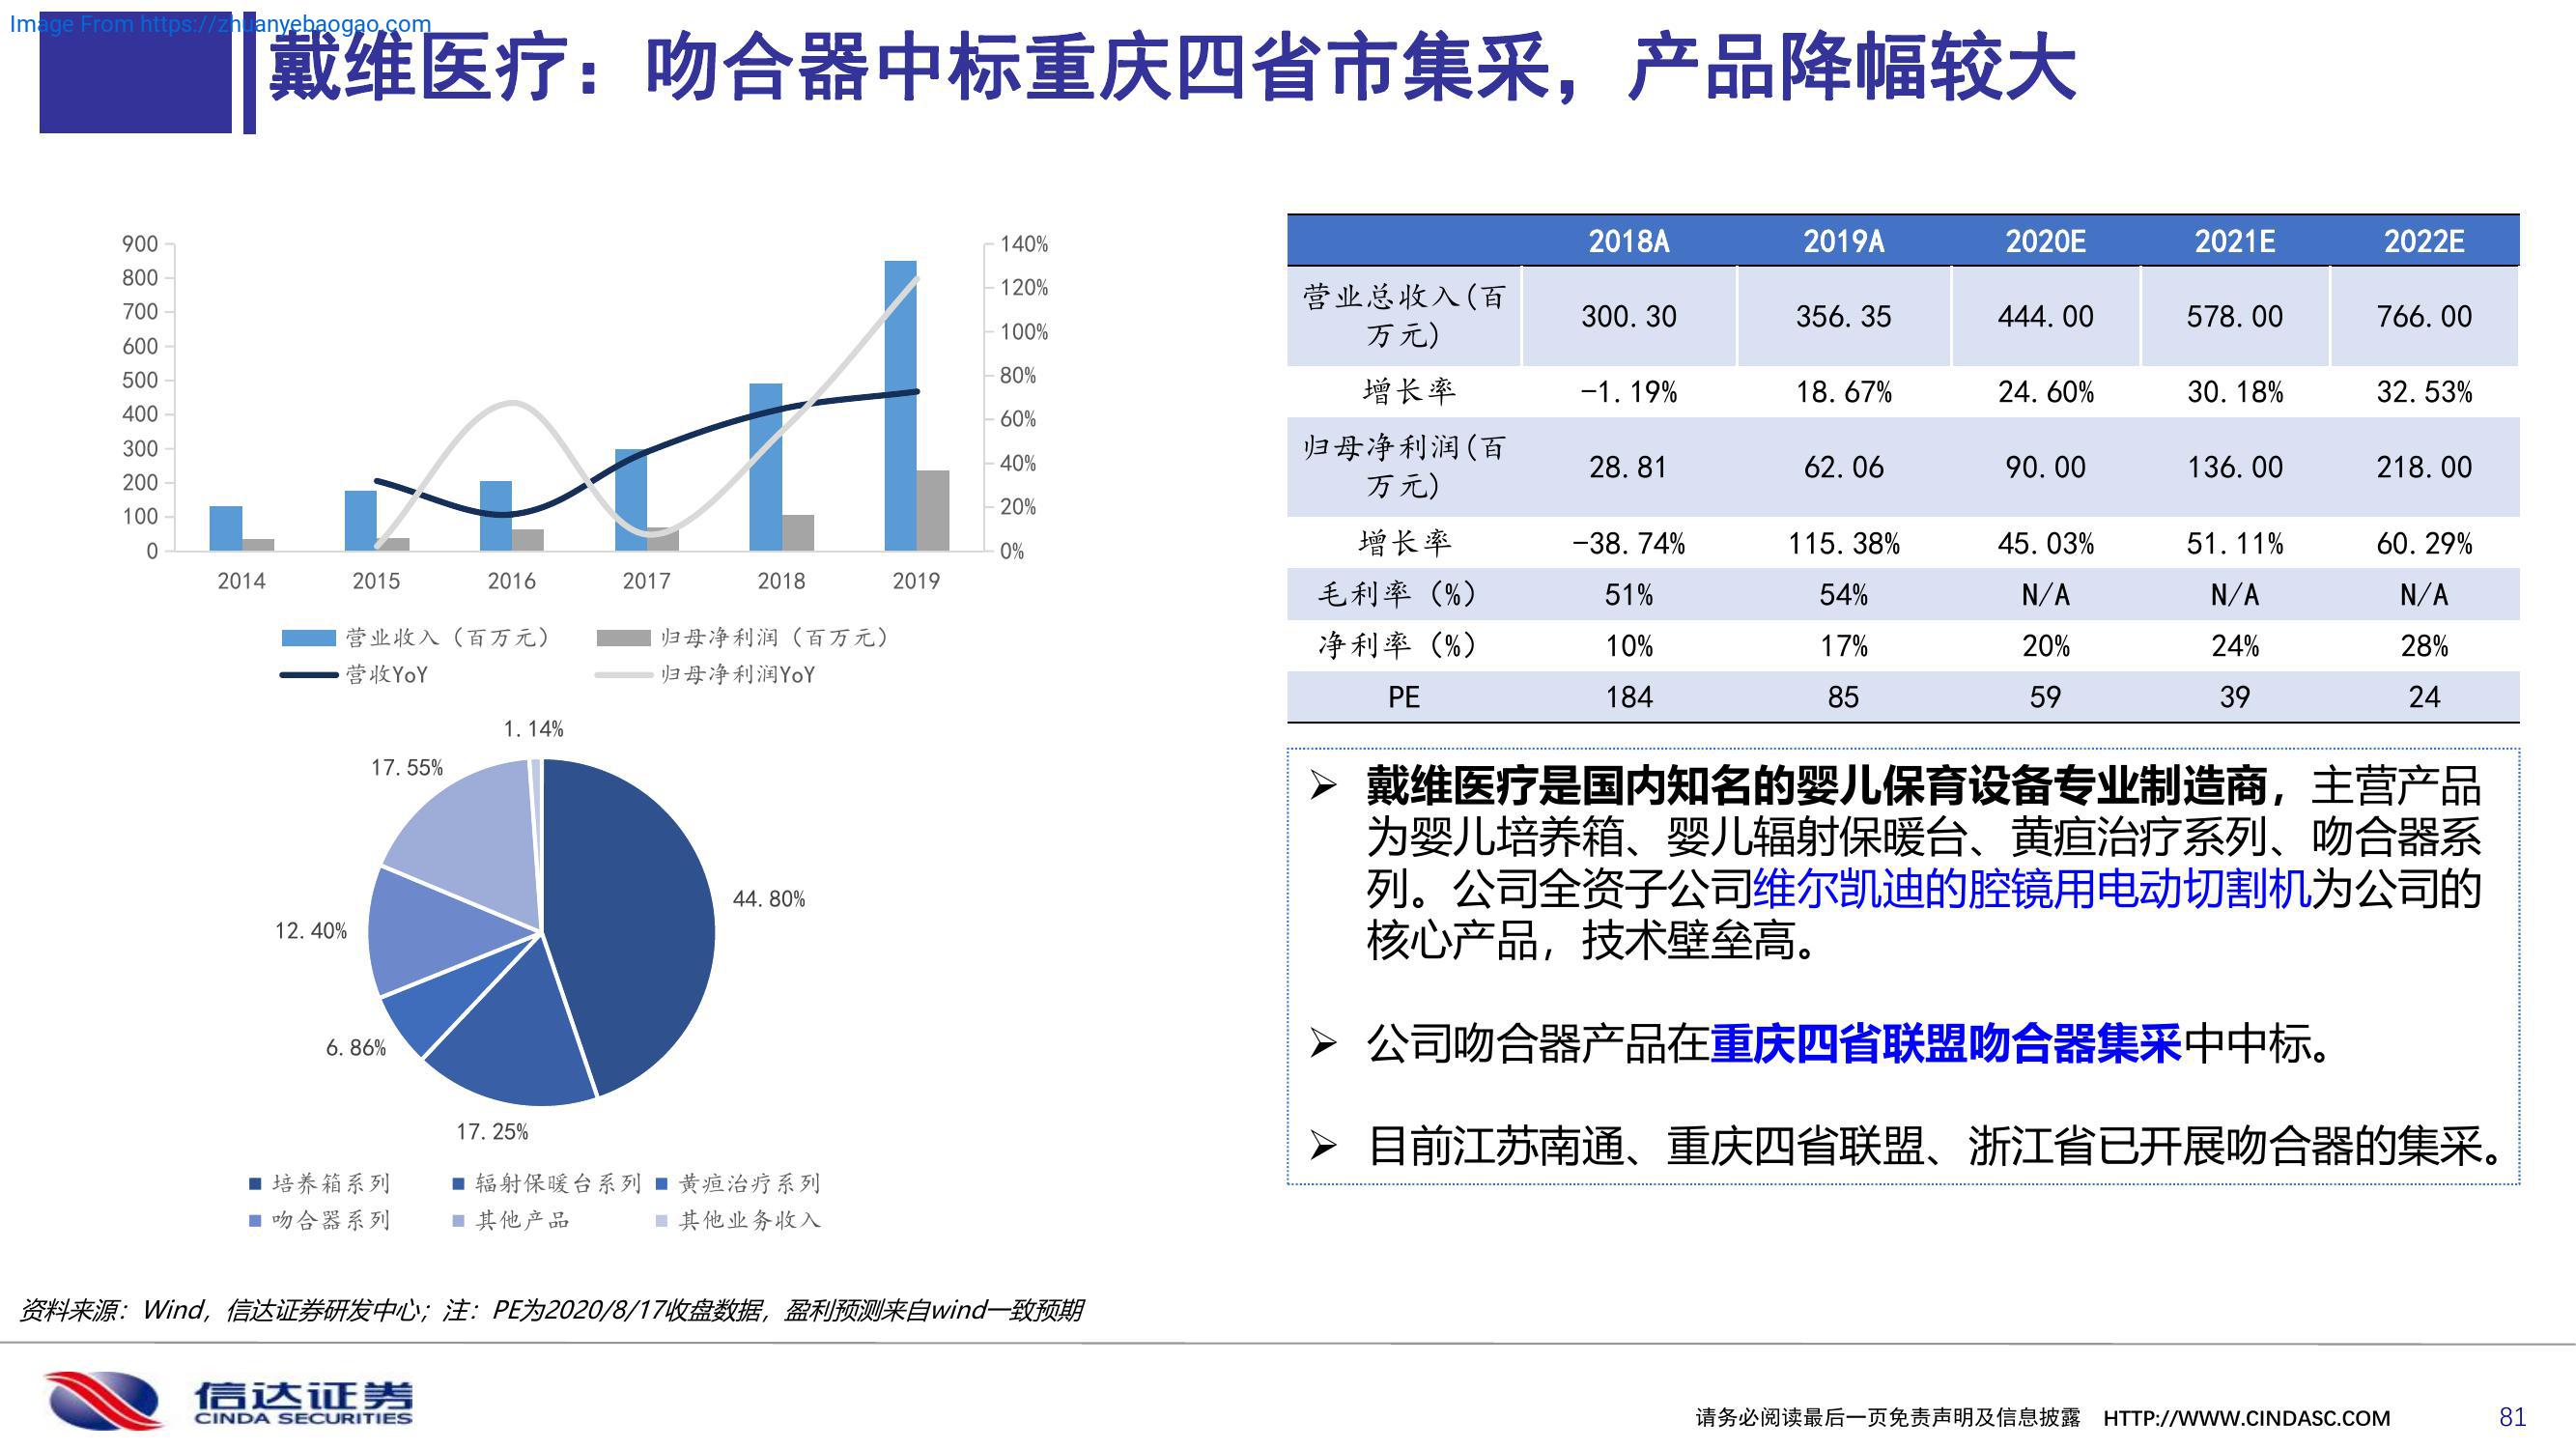 Image From https://zhuanyebaogao.com
戴维医疗：吻合器中标重庆四省市集采，产品降幅较大
900
800
700
600
500
400
300
200
100
0
140%
120%
100%
80%
60%
40%
20%
0%
2014 2015 2016 2017 2018 2019
营业收入（百万元） 归母净利润（百万元）
营收YoY 归母净利润YoY
1.14%
17.55%
44.80%
12.40%
6.86%
17.25%
培养箱系列 辐射保暖台系列 黄疸治疗系列
吻合器系列 其他产品 其他业务收入
2018A 2019A 2020E 2021E 2022E
营业总收入(百
万元) 300.30 356.35 444.00 578.00 766.00
增长率 -1.19% 18.67% 24.60% 30.18% 32.53%
归母净利润(百
万元) 28.81 62.06 90.00 136.00 218.00
增长率 -38.74% 115.38% 45.03% 51.11% 60.29%
毛利率（%） 51% 54% N/A N/A N/A
净利率（%） 10% 17% 20% 24% 28%
PE 184 85 59 39 24
➢ 戴维医疗是国内知名的婴儿保育设备专业制造商，主营产品
为婴儿培养箱、婴儿辐射保暖台、黄疸治疗系列、吻合器系
列。公司全资子公司维尔凯迪的腔镜用电动切割机为公司的
核心产品，技术壁垒高。
➢ 公司吻合器产品在重庆四省联盟吻合器集采中中标。
➢ 目前江苏南通、重庆四省联盟、浙江省已开展吻合器的集采。
资料来源：Wind，信达证券研发中心；注：PE为2020/8/17收盘数据，盈利预测来自wind一致预期
信达证券
CINDA SECURITIES
请务必阅读最后一页免责声明及信息披露 HTTP://WWW.CINDASC.COM 81